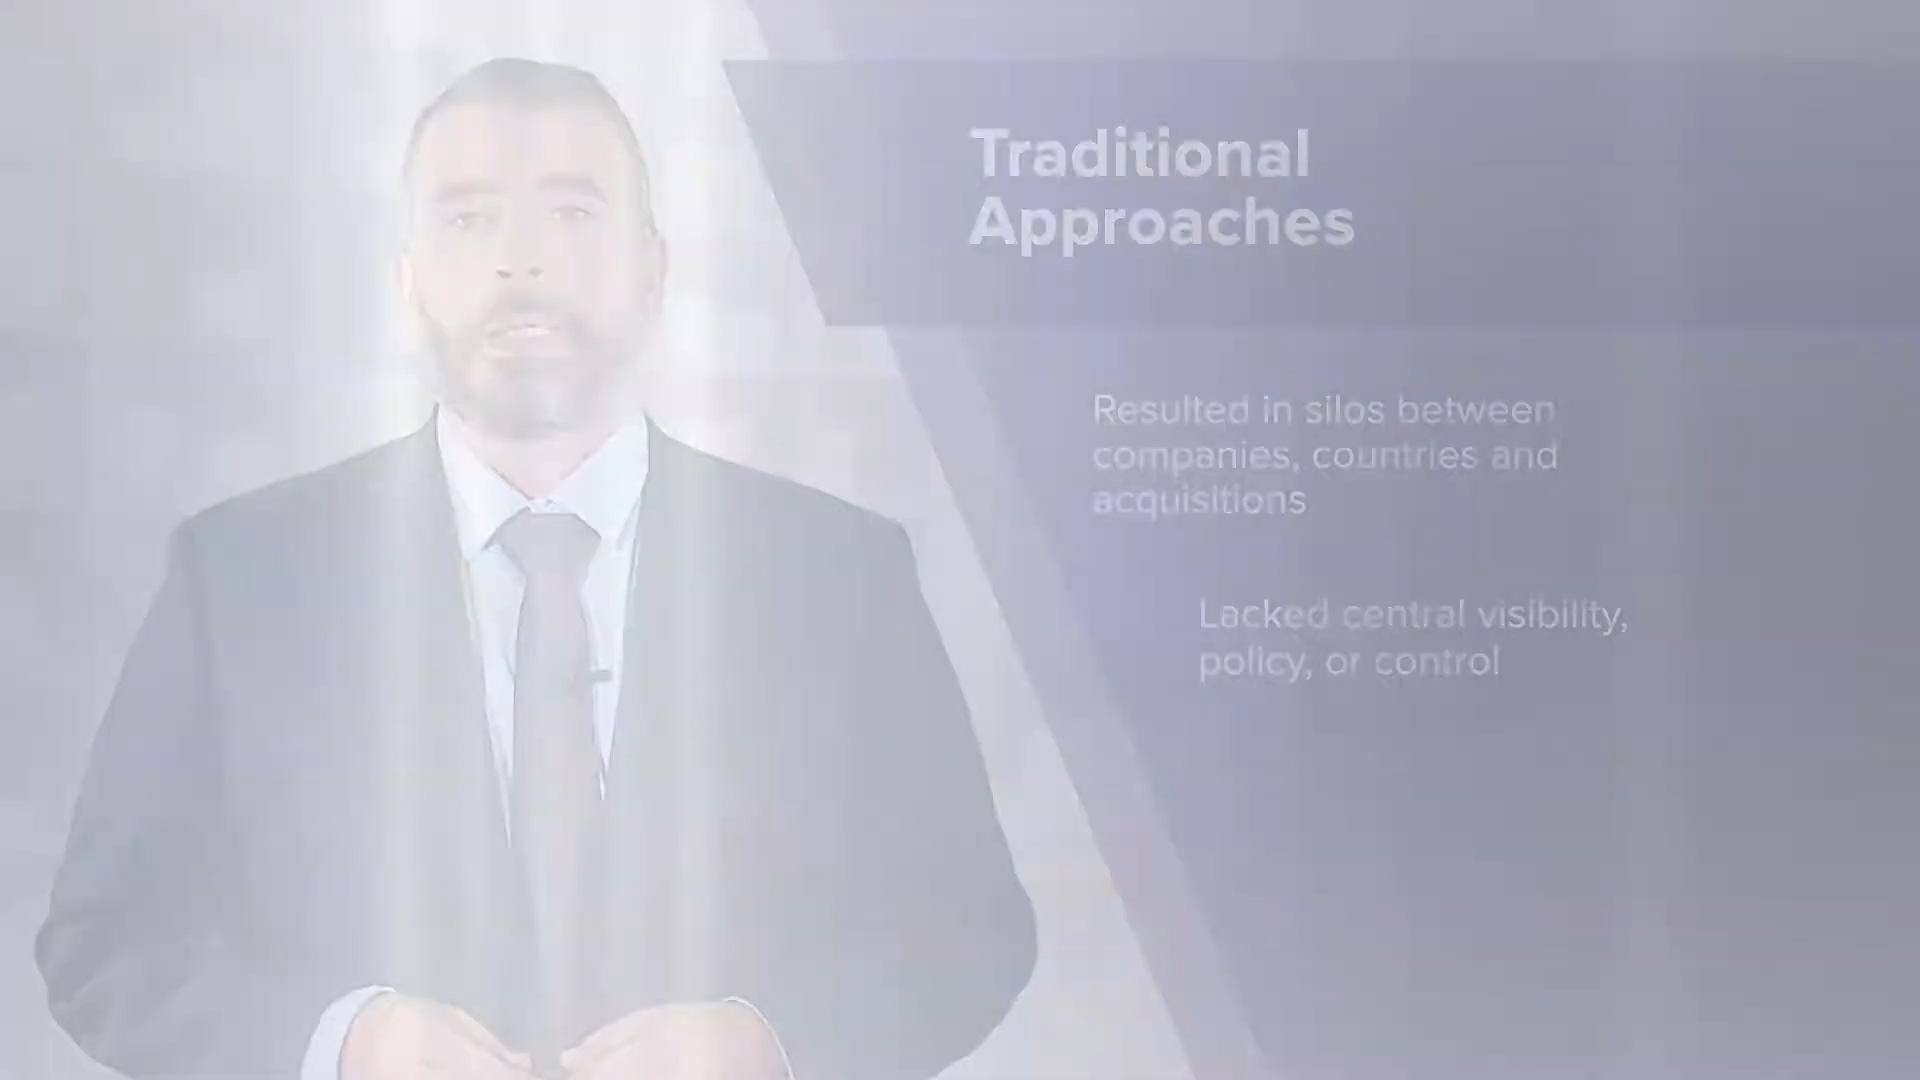 Traditional
Approaches
Resulted in silos between
companies, countries and
acquisitions
Lacked central visibility,
policy, or control